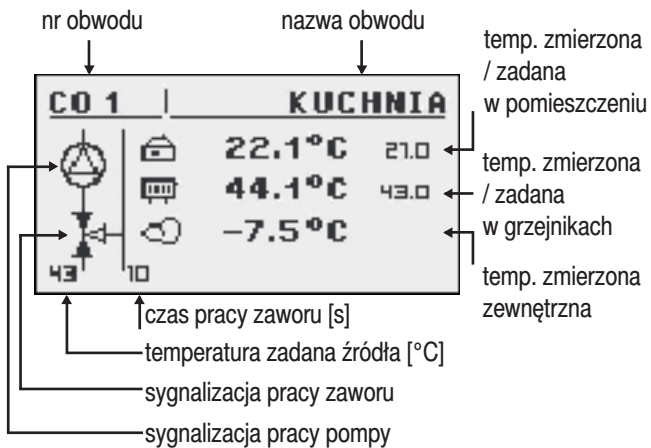 nr obwodu
nazwa obwodu
temp. zmierzona
/ zadana
w pomieszczeniu
CO 1 KUCHNIA
22.1°C 21.0
44.1°C 43.0
-7.5°C
43 10
temp. zmierzona
/ zadana
w grzejnikach
temp. zmierzona
zewnętrzna
czas pracy zaworu [s]
temperatura zadana źródła [°C]
sygnalizacja pracy zaworu
sygnalizacja pracy pompy